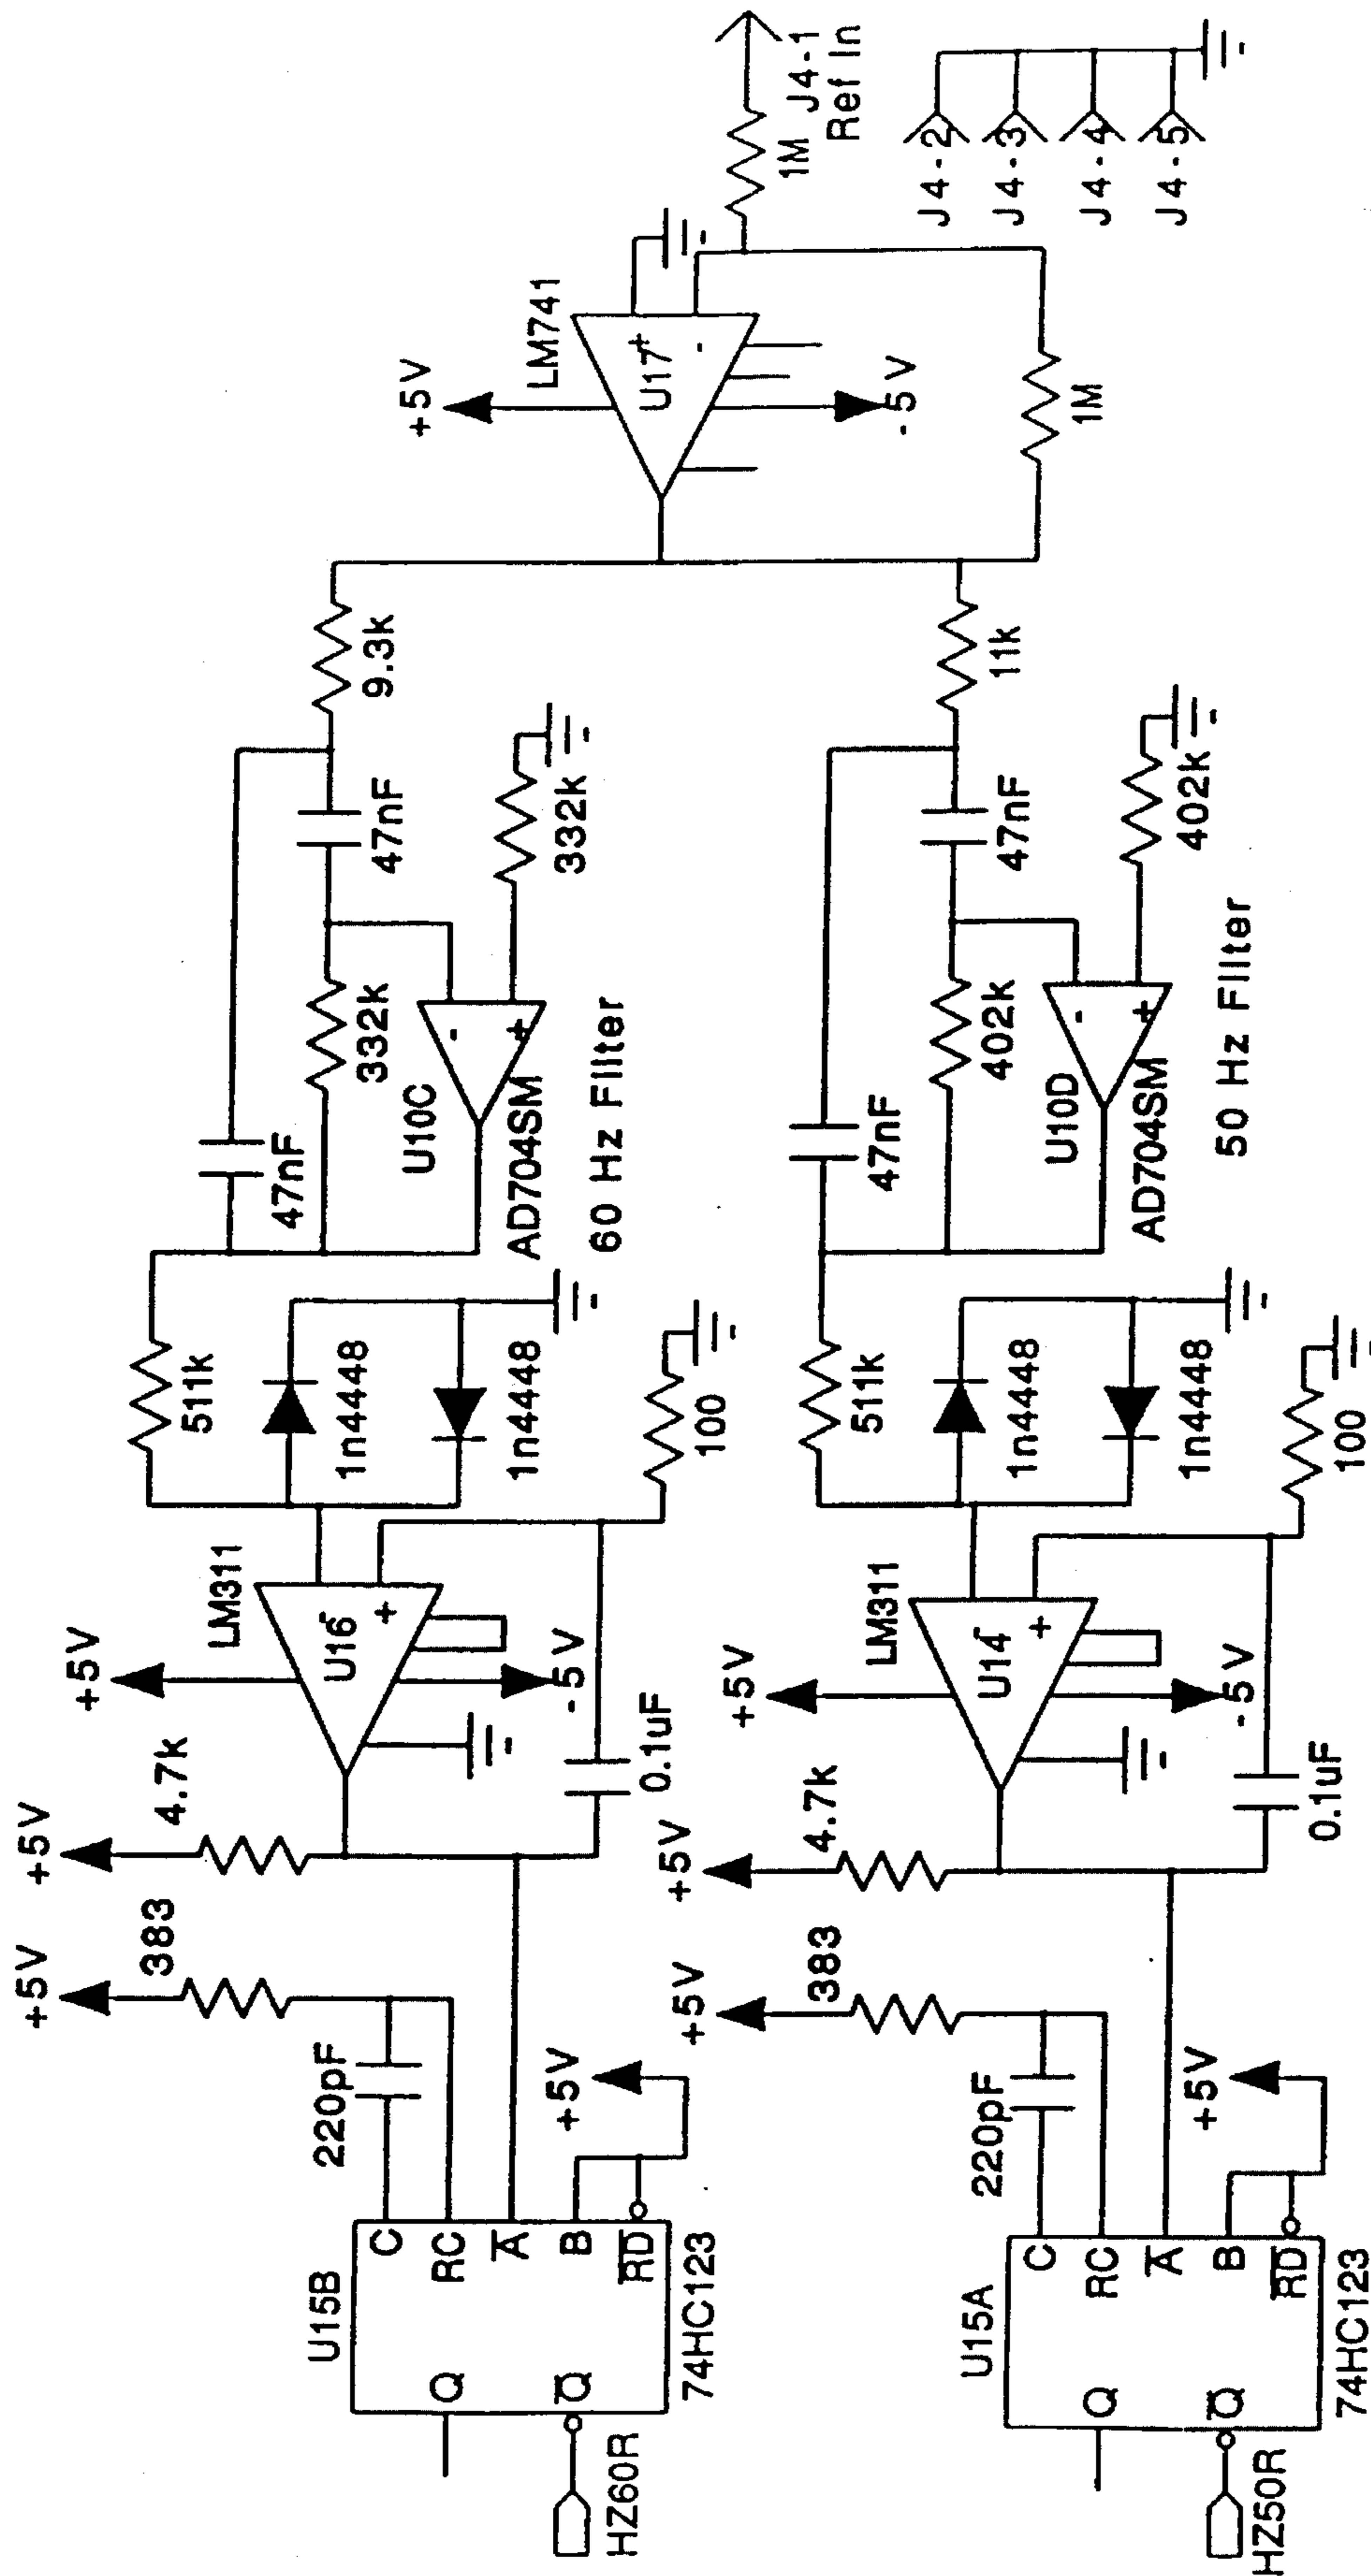 J4-1
Ref In
1M
J4-2
J4-3
J4-4
J4-5
+5V
LM741
U17
+
-
-5V
1M
9.3k
47nF
332k
332k
47nF
U10C
-
+
AD704SM
60 Hz Filter
11k
47nF
402k
402k
47nF
U10D
-
+
AD704SM
50 Hz Filter
511k
1n4448
1n4448
100
+5V
LM311
U16
-
+
-5V
0.1uF
+5V
4.7k
+5V
383
220pF
+5V
U15B
C
RC
A
B
RD
Q
Q
74HC123
HZ60R
511k
1n4448
1n4448
100
+5V
LM311
U14
-
+
-5V
0.1uF
+5V
4.7k
+5V
383
220pF
+5V
U15A
C
RC
A
B
RD
Q
Q
74HC123
HZ50R